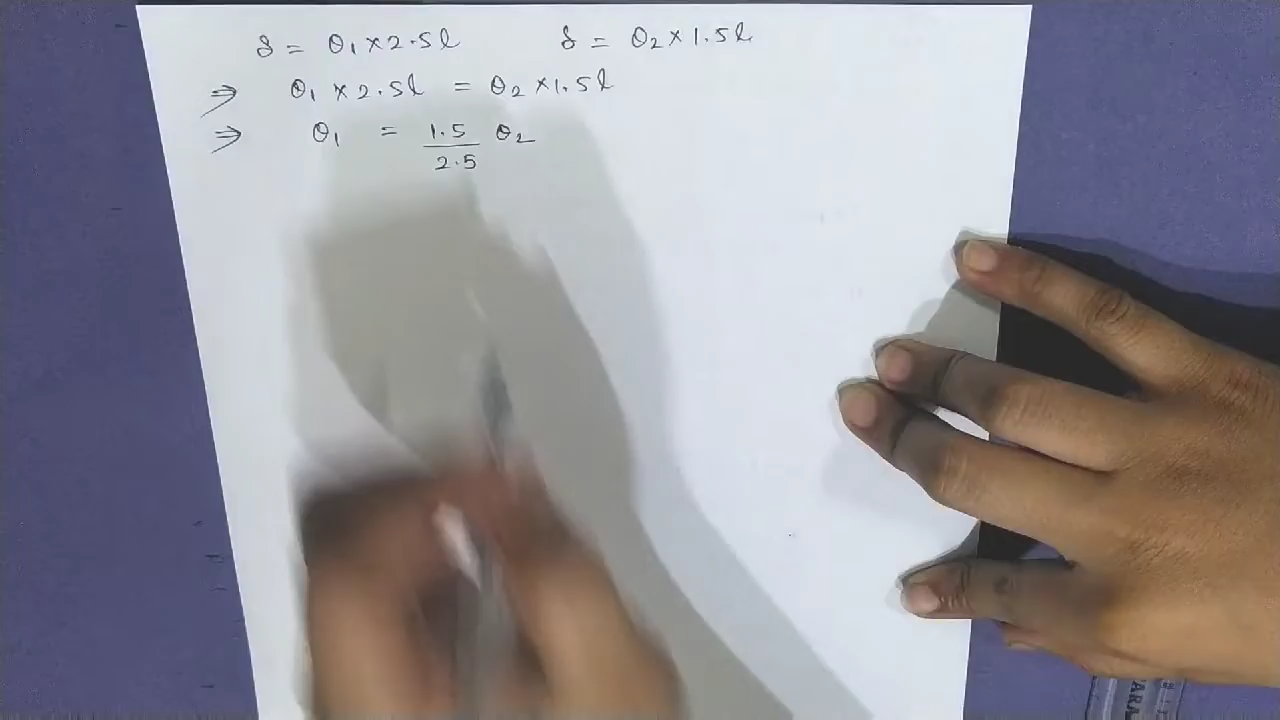 δ = θ₁ × 2.5l δ = θ₂ × 1.5l
⇒ θ₁ × 2.5l = θ₂ × 1.5l
⇒ θ₁ = 1.5/2.5 θ₂